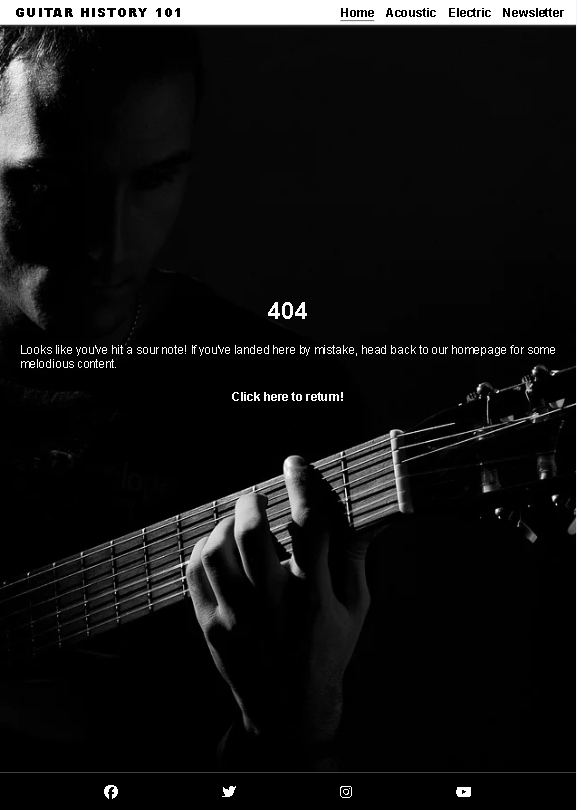 GUITAR HISTORY 101
Home Acoustic Electric Newsletter
404
Looks like you've hit a sour note! If you've landed here by mistake, head back to our homepage for some
melodious content.
Click here to return!